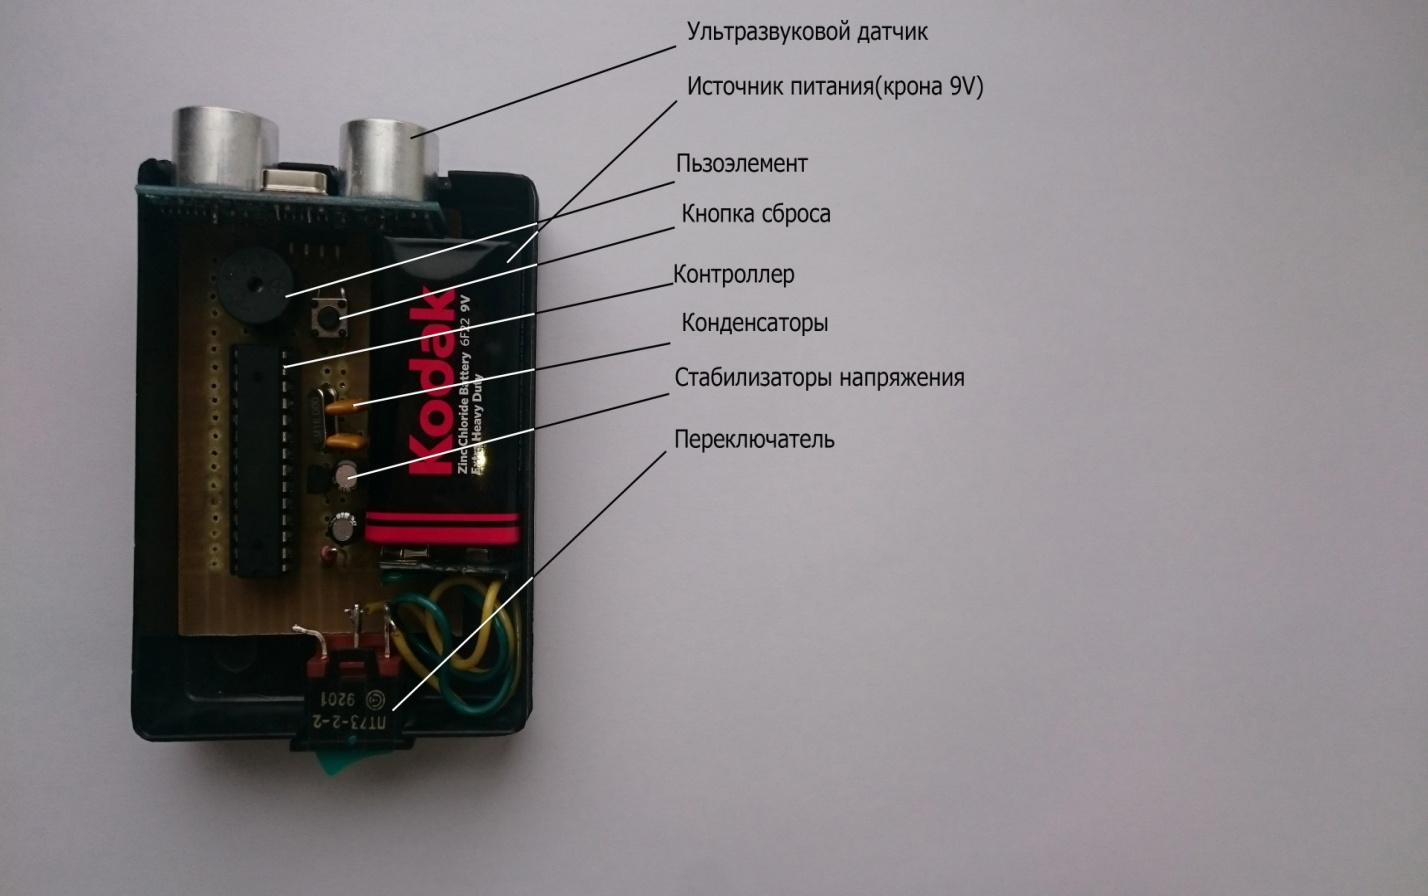 Ультразвуковой датчик
Источник питания(крона 9V)
Пьзоэлемент
Кнопка сброса
Контроллер
Конденсаторы
Стабилизаторы напряжения
Переключатель
Kodak
Zinc Chloride Battery 6F22 9V
Extra Heavy Duty
9201
ПТ73-2-2